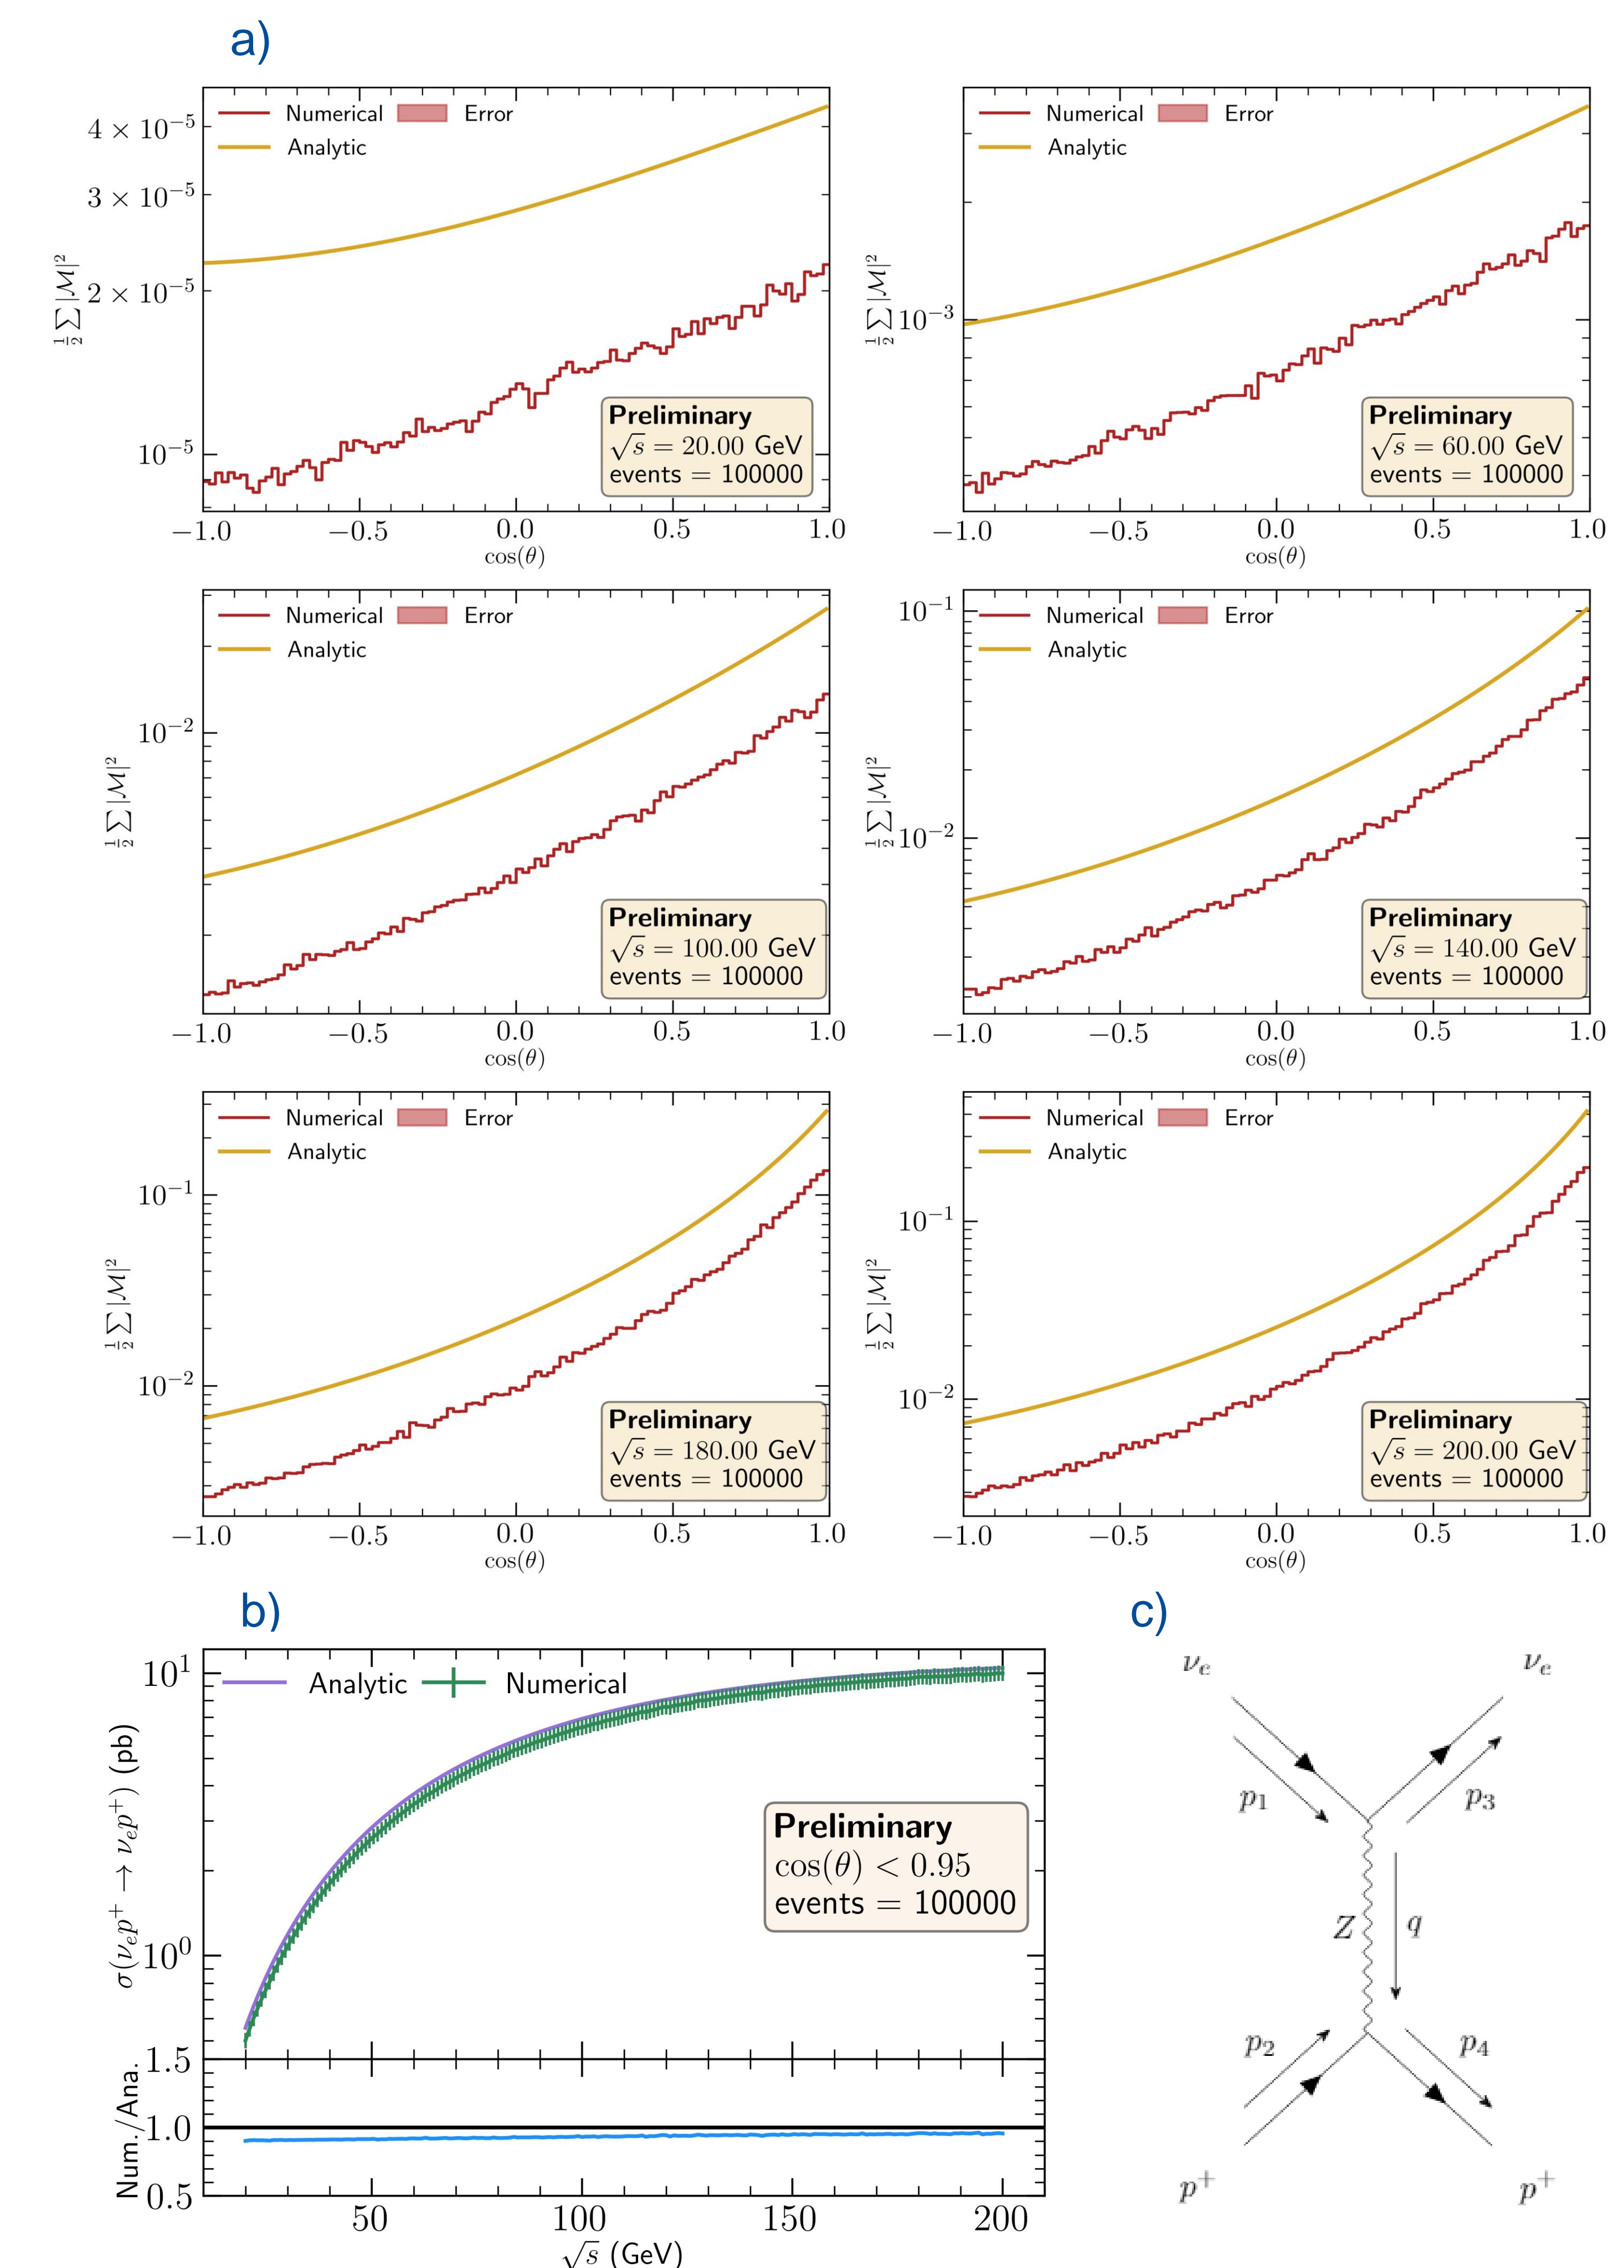 a)
Numerical Error
Analytic
4 × 10⁻⁵
3 × 10⁻⁵
2 × 10⁻⁵
10⁻⁵
½ ∑ |ℳ|²
Preliminary
√s = 20.00 GeV
events = 100000
−1.0 −0.5 0.0 0.5 1.0
cos(θ)
Numerical Error
Analytic
10⁻³
½ ∑ |ℳ|²
Preliminary
√s = 60.00 GeV
events = 100000
−1.0 −0.5 0.0 0.5 1.0
cos(θ)
Numerical Error
Analytic
10⁻²
½ ∑ |ℳ|²
Preliminary
√s = 100.00 GeV
events = 100000
−1.0 −0.5 0.0 0.5 1.0
cos(θ)
Numerical Error
Analytic
10⁻¹
10⁻²
½ ∑ |ℳ|²
Preliminary
√s = 140.00 GeV
events = 100000
−1.0 −0.5 0.0 0.5 1.0
cos(θ)
Numerical Error
Analytic
10⁻¹
10⁻²
½ ∑ |ℳ|²
Preliminary
√s = 180.00 GeV
events = 100000
−1.0 −0.5 0.0 0.5 1.0
cos(θ)
Numerical Error
Analytic
10⁻¹
10⁻²
½ ∑ |ℳ|²
Preliminary
√s = 200.00 GeV
events = 100000
−1.0 −0.5 0.0 0.5 1.0
cos(θ)
b)
Analytic Numerical
10¹
10⁰
σ(νₑp⁺ → νₑp⁺) (pb)
Preliminary
cos(θ) < 0.95
events = 100000
1.5
1.0
0.5
Num./Ana.
50 100 150 200
√s (GeV)
c)
νₑ νₑ
p₁ p₃
Z q
p₂ p₄
p⁺ p⁺